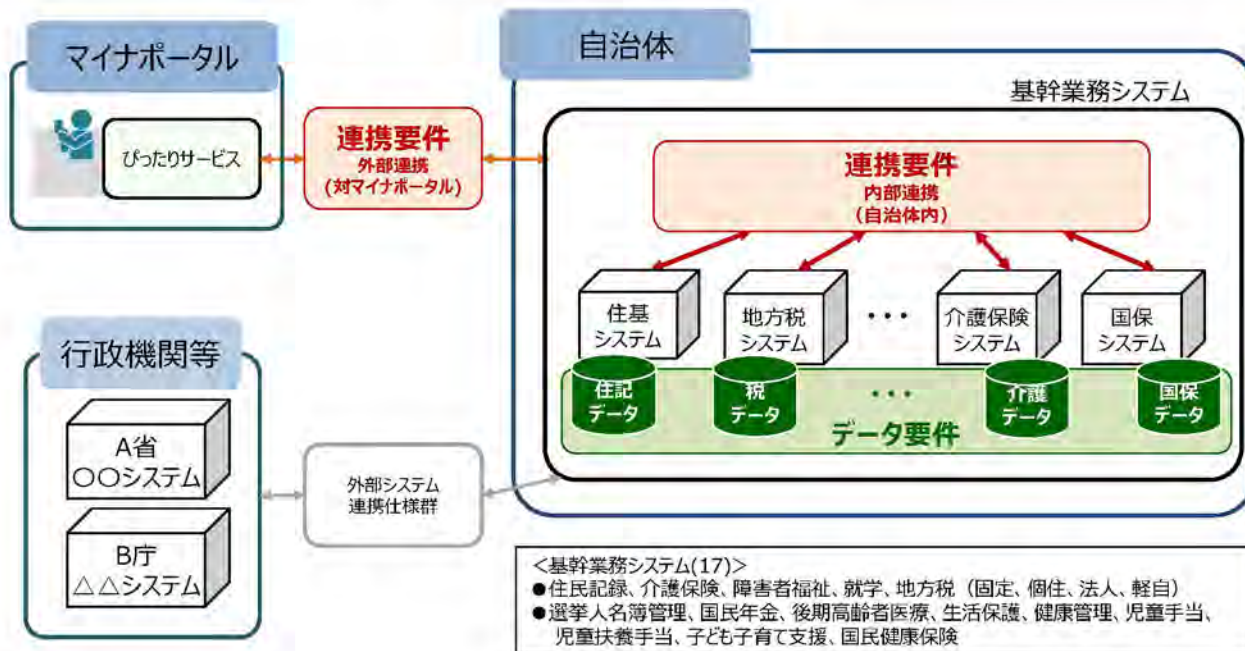 マイナポータル
ぴったりサービス
連携要件
外部連携
(対マイナポータル)
自治体
基幹業務システム
連携要件
内部連携
(自治体内)
住基
システム
地方税
システム
・・・
介護保険
システム
国保
システム
住記
データ
税
データ
・・・
介護
データ
国保
データ
データ要件
行政機関等
A省
〇〇システム
B庁
△△システム
外部システム
連携仕様群
<基幹業務システム(17)>
●住民記録、介護保険、障害者福祉、就学、地方税（固定、個住、法人、軽自）
●選挙人名簿管理、国民年金、後期高齢者医療、生活保護、健康管理、児童手当、
児童扶養手当、子ども子育て支援、国民健康保険